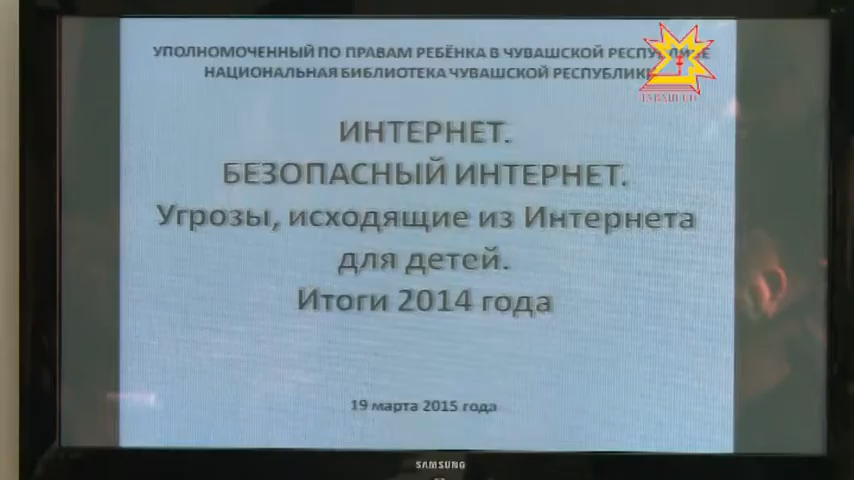 УПОЛНОМОЧЕННЫЙ ПО ПРАВАМ РЕБЁНКА В ЧУВАШСКОЙ РЕСПУБЛИКЕ
НАЦИОНАЛЬНАЯ БИБЛИОТЕКА ЧУВАШСКОЙ РЕСПУБЛИКИ
ИНТЕРНЕТ.
БЕЗОПАСНЫЙ ИНТЕРНЕТ.
Угрозы, исходящие из Интернета
для детей.
Итоги 2014 года
19 марта 2015 года
SAMSUNG